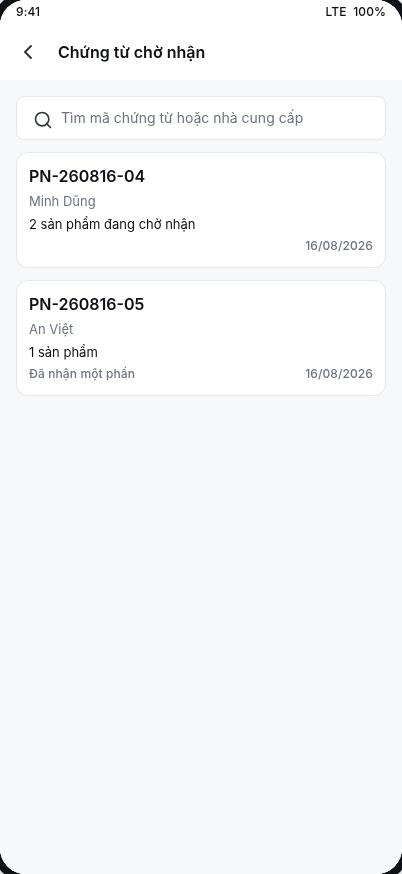 9:41 LTE 100%
Chứng từ chờ nhận
Tìm mã chứng từ hoặc nhà cung cấp
PN-260816-04
Minh Dũng
2 sản phẩm đang chờ nhận
16/08/2026
PN-260816-05
An Việt
1 sản phẩm
Đã nhận một phần 16/08/2026